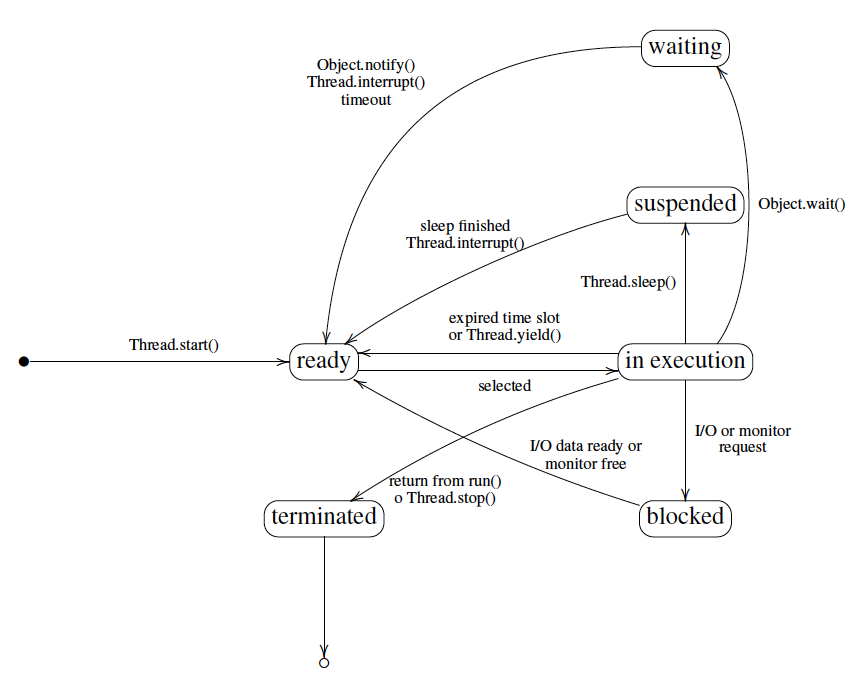 waiting
Object.notify()
Thread.interrupt()
timeout
suspended
Object.wait()
sleep finished
Thread.interrupt()
Thread.sleep()
expired time slot
or Thread.yield()
Thread.start()
ready
in execution
selected
I/O or monitor
request
I/O data ready or
monitor free
return from run()
o Thread.stop()
terminated
blocked